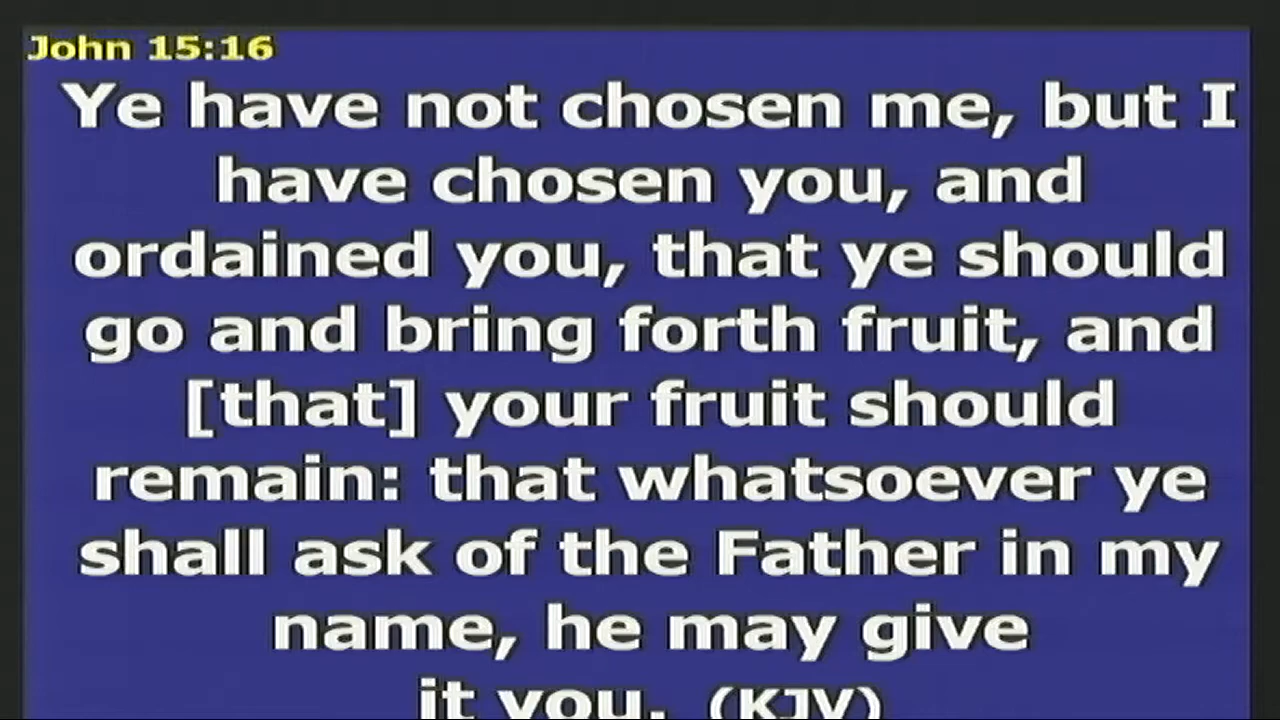 John 15:16
Ye have not chosen me, but I
have chosen you, and
ordained you, that ye should
go and bring forth fruit, and
[that] your fruit should
remain: that whatsoever ye
shall ask of the Father in my
name, he may give
it you. (KJV)